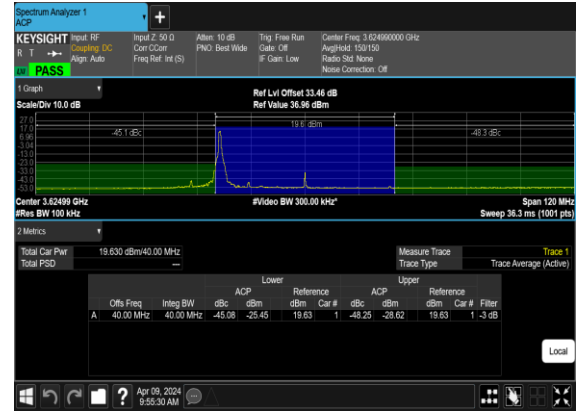 Spectrum Analyzer 1
ACP
KEYSIGHT Input: RF Input Z: 50 Ω Atten: 10 dB Trig: Free Run Center Freq: 3.624990000 GHz
R T Coupling: DC Corr CCorr PNO: Best Wide Gate: Off Avg|Hold: 150/150
Align: Auto Freq Ref: Int (S) IF Gain: Low Radio Std: None
LU PASS Noise Correction: Off
1 Graph Ref Lvl Offset 33.46 dB
Scale/Div 10.0 dB Ref Value 36.96 dBm
27.0
17.0 19.6 dBm
6.96 -45.1 dBc -48.3 dBc
-3.04
-13.0
-23.0
-33.0
-43.0
-53.0
Center 3.62499 GHz #Video BW 300.00 kHz* Span 120 MHz
#Res BW 100 kHz Sweep 36.3 ms (1001 pts)
2 Metrics
Total Car Pwr 19.630 dBm/40.00 MHz Measure Trace Trace 1
Total PSD --- Trace Type Trace Average (Active)
Lower Upper
ACP Reference ACP Reference
Offs Freq Integ BW dBc dBm dBm Car # dBc dBm dBm Car # Filter
A 40.00 MHz 40.00 MHz -45.08 -25.45 19.63 1 -48.25 -28.62 19.63 1 -3 dB
Local
Apr 09, 2024
9:55:30 AM